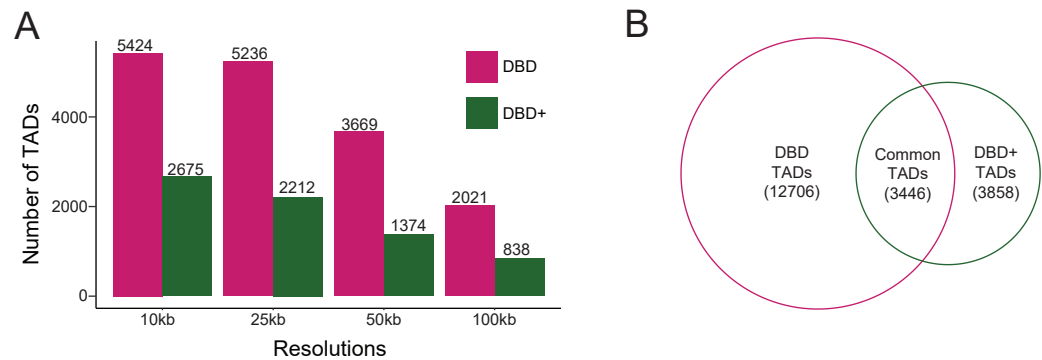 A
5424
5236
3669
2675
2212
2021
1374
838
DBD
DBD+
Number of TADs
4000
2000
0
10kb
25kb
50kb
100kb
Resolutions
B
DBD
TADs
(12706)
Common
TADs
(3446)
DBD+
TADs
(3858)